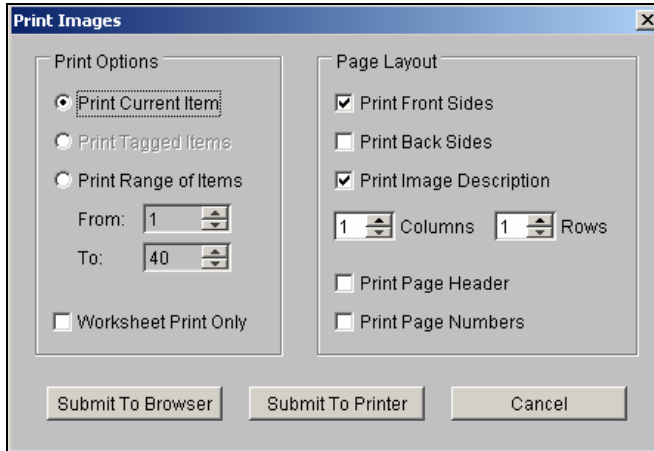 Print Images
Print Options
Print Current Item
Print Tagged Items
Print Range of Items
From: 1
To: 40
Worksheet Print Only
Page Layout
Print Front Sides
Print Back Sides
Print Image Description
1 Columns 1 Rows
Print Page Header
Print Page Numbers
Submit To Browser Submit To Printer Cancel